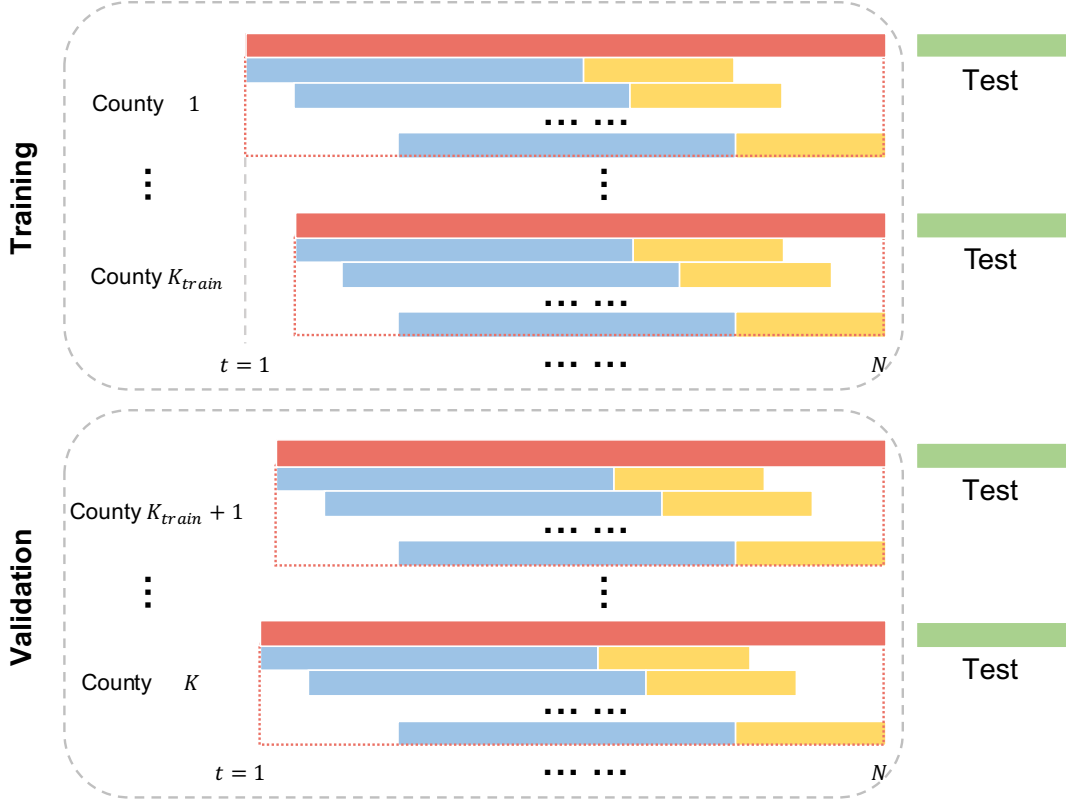 Training
County 1
Test
... ...
⋮ ⋮
County K_train
Test
... ...
t = 1 ... ... N
Validation
County K_train + 1
Test
... ...
⋮ ⋮
County K
Test
... ...
t = 1 ... ... N